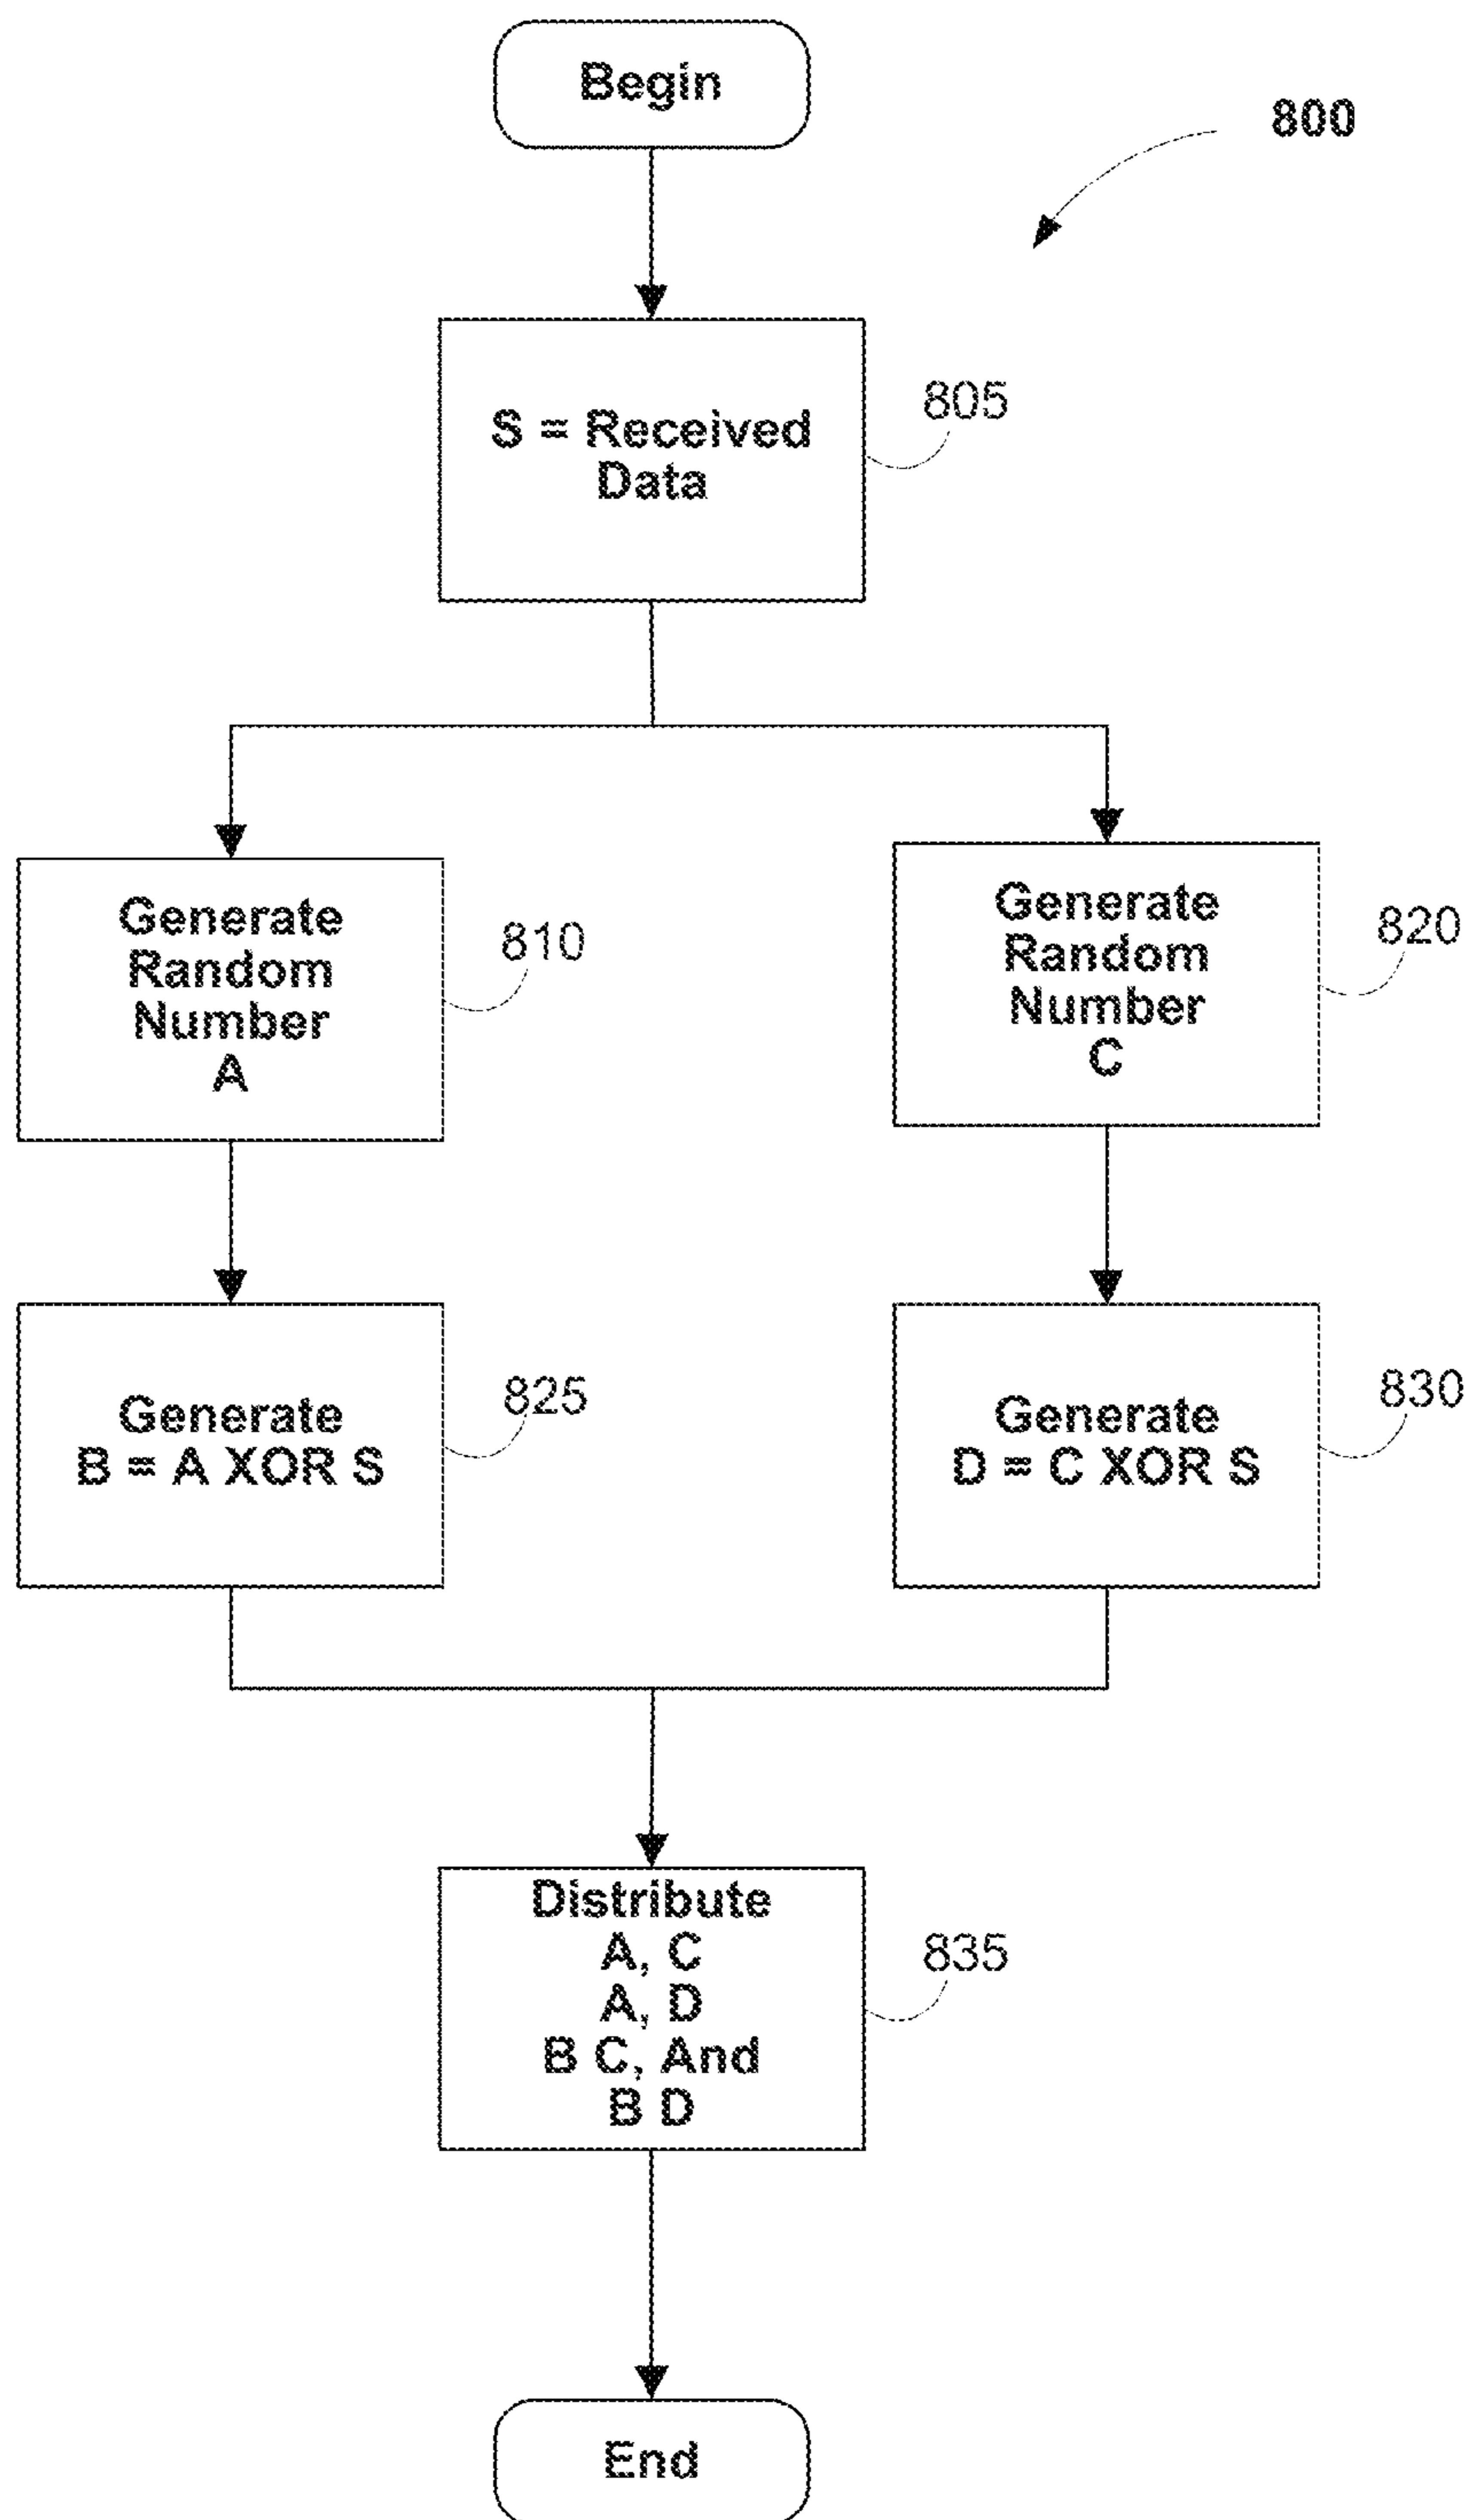 Begin
800
S = Received
Data
805
Generate
Random
Number
A
810
Generate
Random
Number
C
820
Generate
B = A XOR S
825
Generate
D = C XOR S
830
Distribute
A, C
A, D
B C, And
B D
835
End